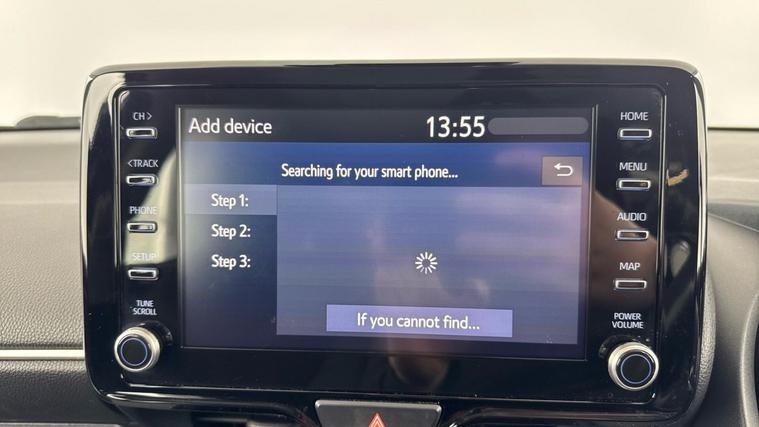 CH >
<TRACK
PHONE
SETUP
TUNE
SCROLL
Add device
13:55
Searching for your smart phone...
Step 1:
Step 2:
Step 3:
If you cannot find...
HOME
MENU
AUDIO
MAP
POWER
VOLUME